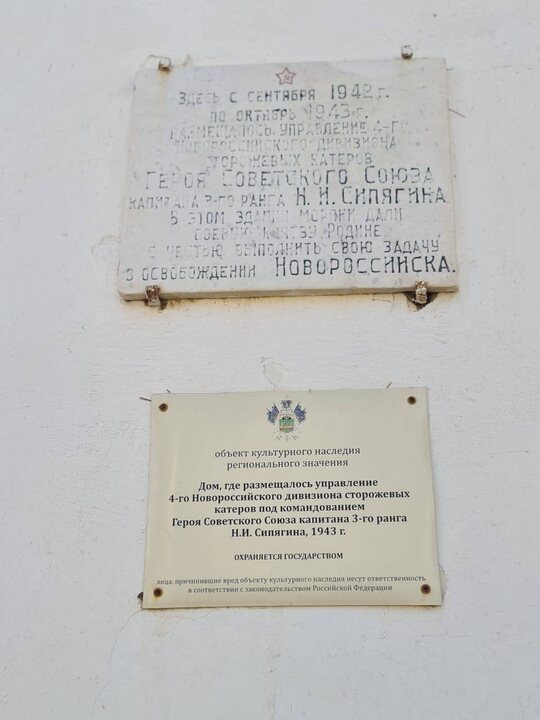 Здесь с сентября 1942 г.
по октябрь 1943 г.
размещалось управление 4-го
Новороссийского дивизиона
сторожевых катеров
Героя Советского Союза
капитана 3-го ранга Н. И. Сипягина
В этом здании моряки дали
боевую клятву Родине
с честью выполнить свою задачу
о освобождении Новороссийска.
объект культурного наследия
регионального значения
Дом, где размещалось управление
4-го Новороссийского дивизиона сторожевых
катеров под командованием
Героя Советского Союза капитана 3-го ранга
Н.И. Сипягина, 1943 г.
ОХРАНЯЕТСЯ ГОСУДАРСТВОМ
лица, причинившие вред объекту культурного наследия несут ответственность
в соответствии с законодательством Российской Федерации